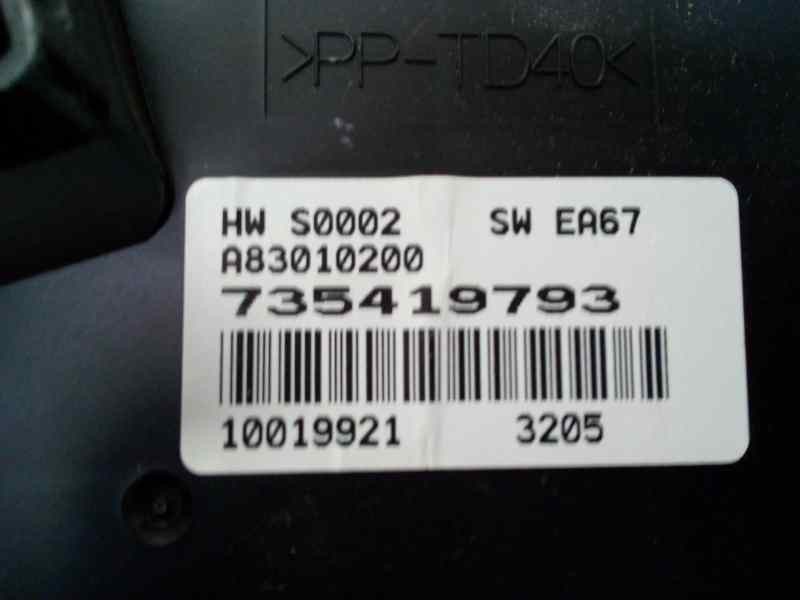 >PP-TD40<
HW S0002 SW EA67
A83010200
735419793
10019921 3205